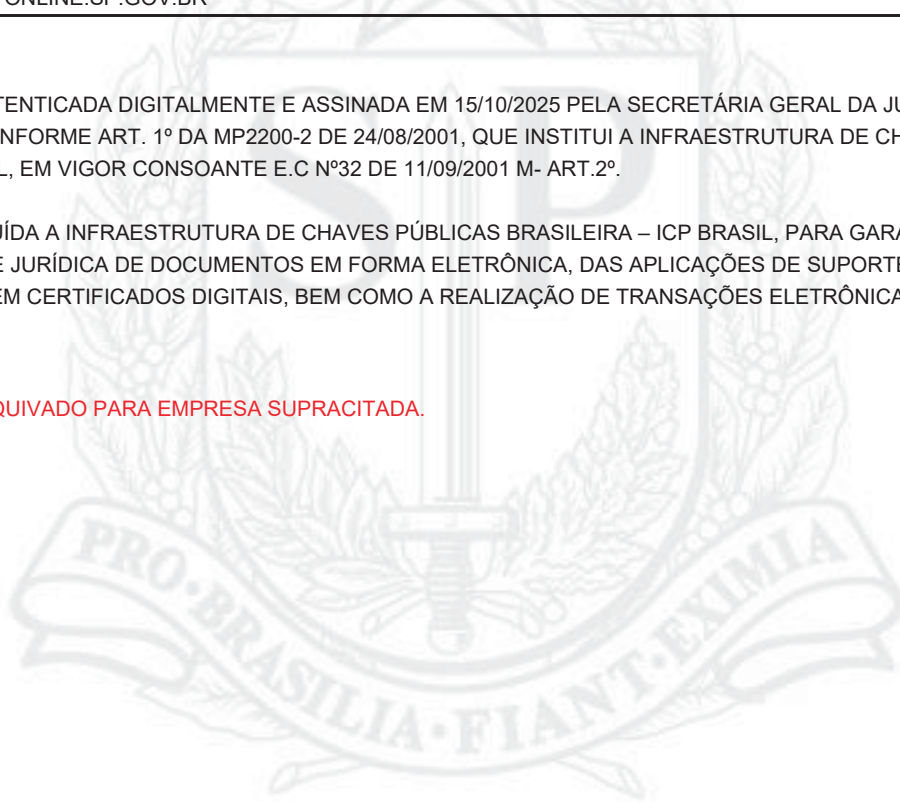 ONLINE.SP.GOV.BR
TENTICADA DIGITALMENTE E ASSINADA EM 15/10/2025 PELA SECRETÁRIA GERAL DA JU
NFORME ART. 1º DA MP2200-2 DE 24/08/2001, QUE INSTITUI A INFRAESTRUTURA DE CH
L, EM VIGOR CONSOANTE E.C Nº32 DE 11/09/2001 M- ART.2º.
UÍDA A INFRAESTRUTURA DE CHAVES PÚBLICAS BRASILEIRA – ICP BRASIL, PARA GARA
E JURÍDICA DE DOCUMENTOS EM FORMA ELETRÔNICA, DAS APLICAÇÕES DE SUPORTE
EM CERTIFICADOS DIGITAIS, BEM COMO A REALIZAÇÃO DE TRANSAÇÕES ELETRÔNICA
QUIVADO PARA EMPRESA SUPRACITADA.
SP
PRO·BRASILIA·FIANT·EXIMIA